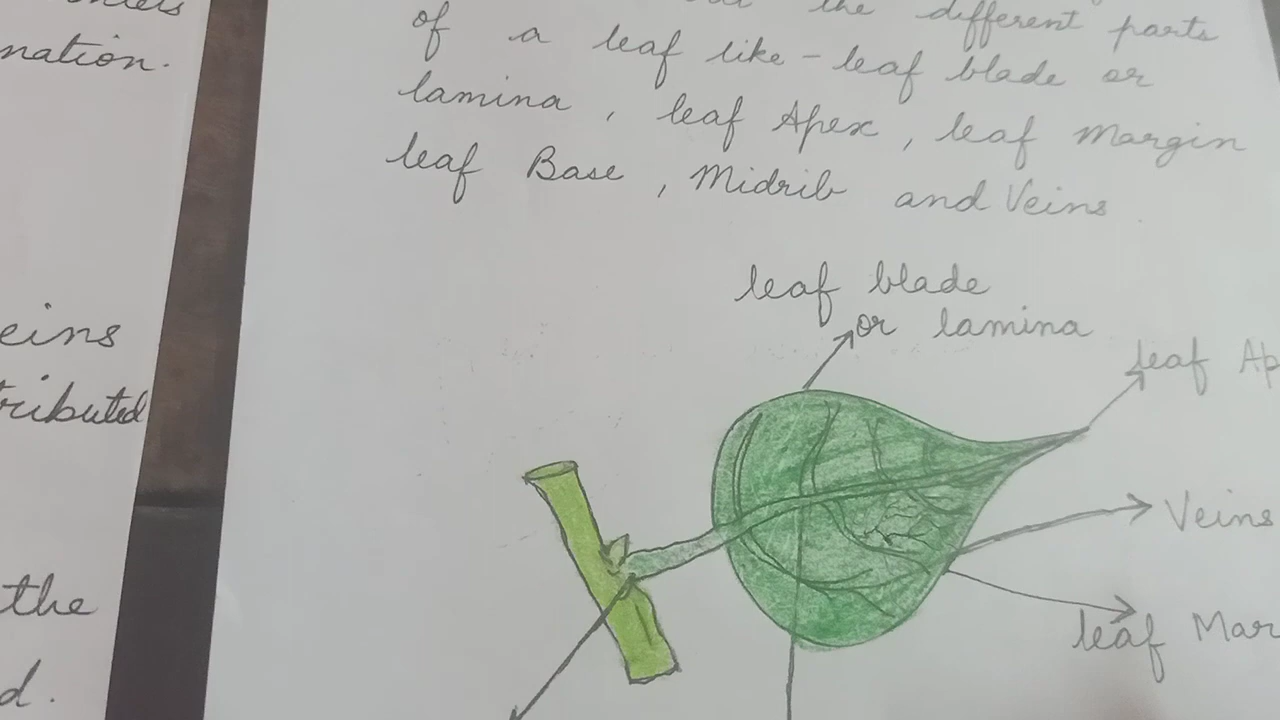 nation.
eins
tributed
the
d.
the different parts
of a leaf like - leaf blade or
lamina, leaf Apex, leaf Margin
leaf Base, Midrib and Veins
leaf blade
or lamina
leaf Ap
Veins
leaf Mar